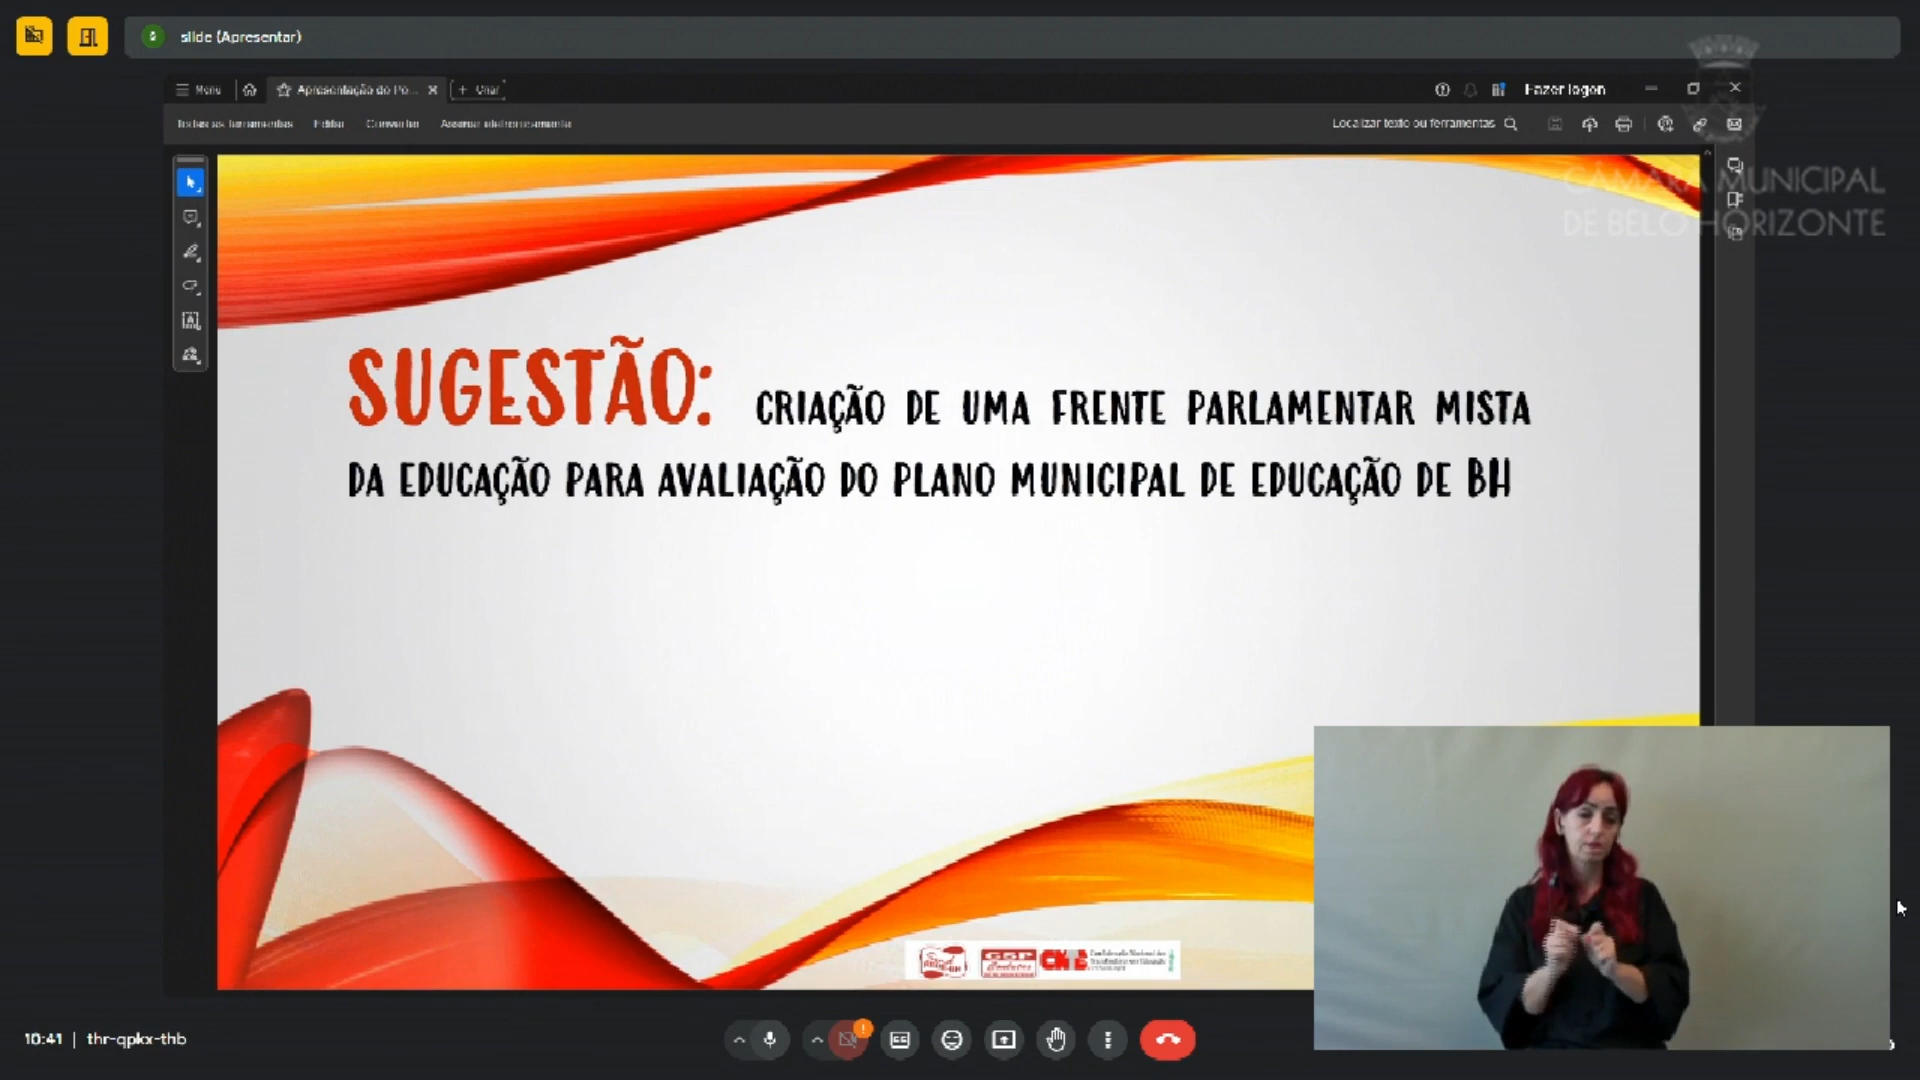 slide (Apresentar)
Menu
Apresentação do Po...
+ Criar
Fazer logon
Todas as ferramentas Editar Converter Assinar eletronicamente
Localizar texto ou ferramentas
CÂMARA MUNICIPAL
DE BELO HORIZONTE
SUGESTÃO: CRIAÇÃO DE UMA FRENTE PARLAMENTAR MISTA
DA EDUCAÇÃO PARA AVALIAÇÃO DO PLANO MUNICIPAL DE EDUCAÇÃO DE BH
10:41 | thr-qpkx-thb